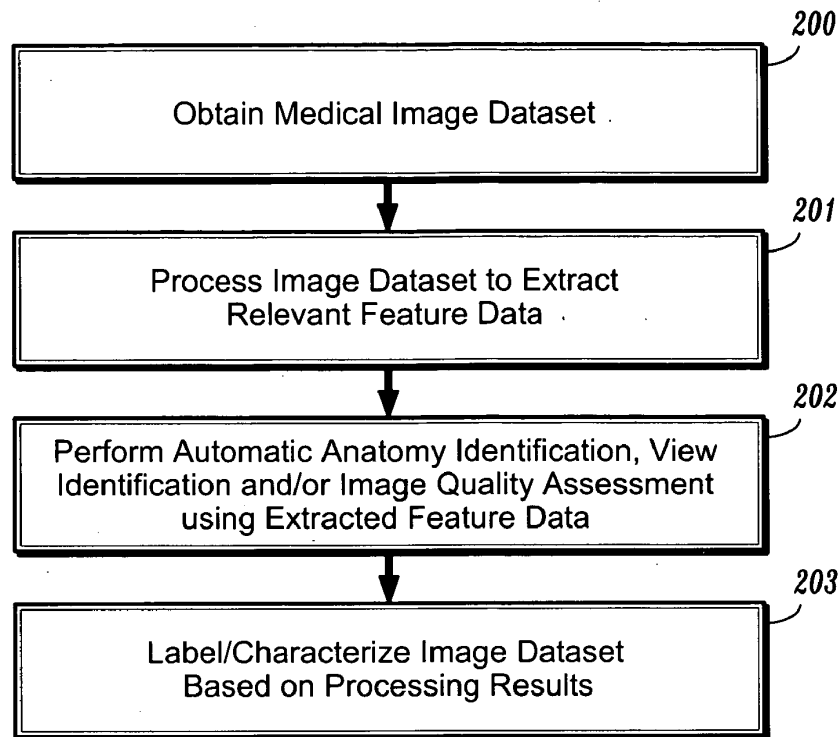 200
Obtain Medical Image Dataset
201
Process Image Dataset to Extract
Relevant Feature Data
202
Perform Automatic Anatomy Identification, View
Identification and/or Image Quality Assessment
using Extracted Feature Data
203
Label/Characterize Image Dataset
Based on Processing Results